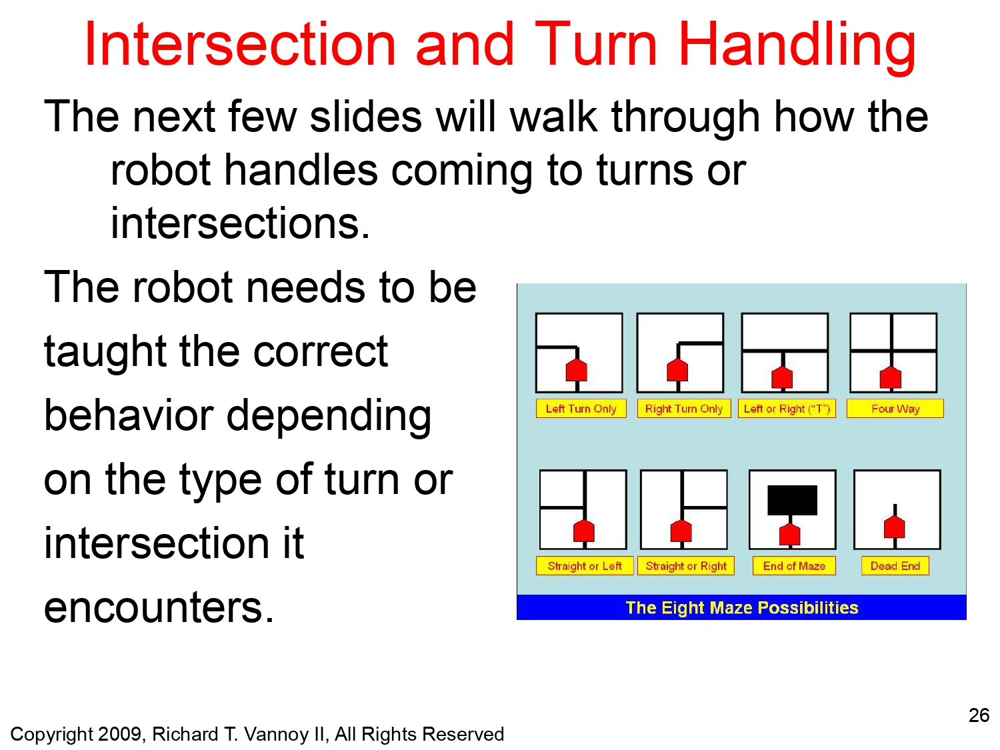 Intersection and Turn Handling
The next few slides will walk through how the
robot handles coming to turns or
intersections.
The robot needs to be
taught the correct
behavior depending
on the type of turn or
intersection it
encounters.
Left Turn Only
Right Turn Only
Left or Right (“T”)
Four Way
Straight or Left
Straight or Right
End of Maze
Dead End
The Eight Maze Possibilities
26
Copyright 2009, Richard T. Vannoy II, All Rights Reserved